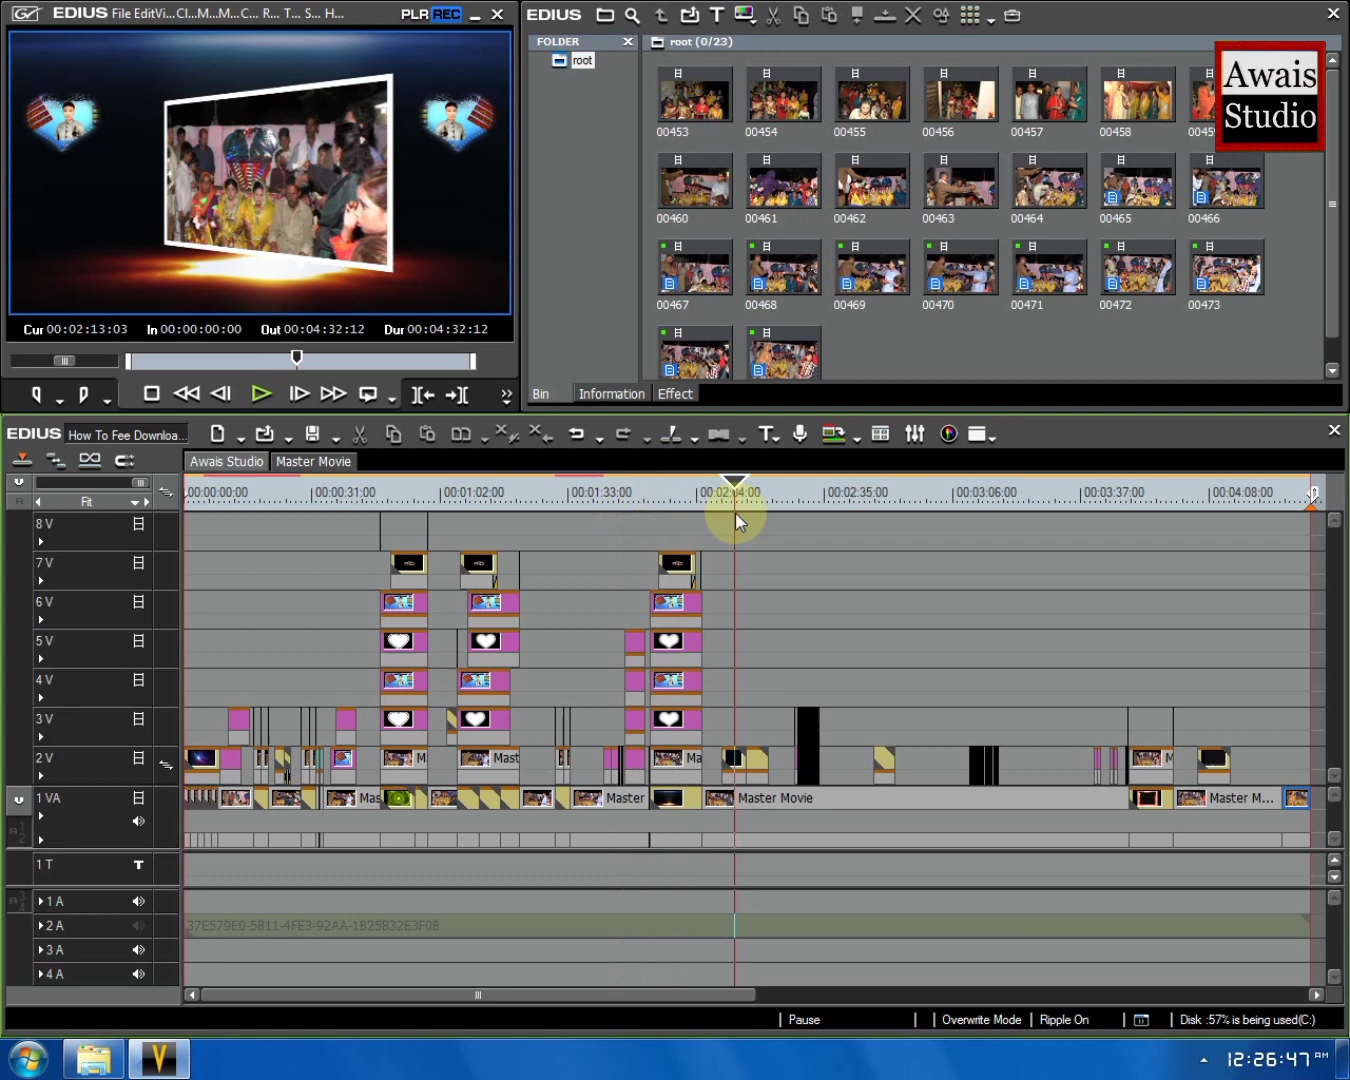 EDIUS File EditVi...Cl...M...M... C... R... T... S... H... PLR REC
Cur 00:02:13:03 In 00:00:00:00 Out 00:04:32:12 Dur 00:04:32:12
EDIUS
FOLDER
root
root (0/23)
Awais
Studio
00453 00454 00455 00456 00457 00458
00460 00461 00462 00463 00464 00465 00466
00467 00468 00469 00470 00471 00472 00473
Bin Information Effect
EDIUS How To Fee Downloa...
Awais Studio Master Movie
Fit
00:00:00:00 00:00:31:00 00:01:02:00 00:01:33:00 00:02:04:00 00:02:35:00 00:03:06:00 00:03:37:00 00:04:08:00
8 V
7 V
6 V
5 V
4 V
3 V
2 V M Mast Ma
1 VA Mas Master Master Movie Master M...
1 T T
1 A
2 A 37E579E0-5811-4FE3-92AA-1B25B32E3F08
3 A
4 A
Pause Overwrite Mode Ripple On Disk :57% is being used(C:)
12:26:47 AM